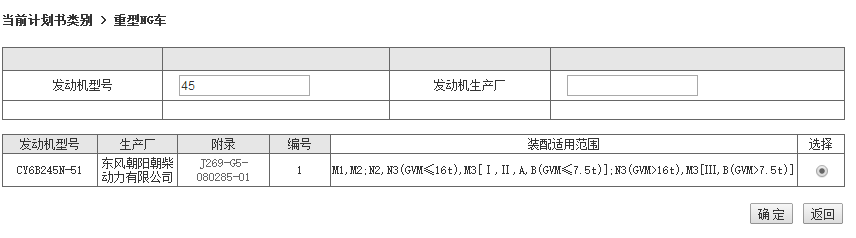 当前计划书类别 > 重型NG车
发动机型号 45 发动机生产厂
发动机型号 生产厂 附录 编号 装配适用范围 选择
CY6B245N-51 东风朝阳朝柴动力有限公司 J269-G5-080285-01 1 M1,M2;N2,N3(GVM≤16t),M3[Ⅰ,Ⅱ,A,B(GVM≤7.5t)];N3(GVM>16t),M3[III,B(GVM>7.5t)]
确 定 返回